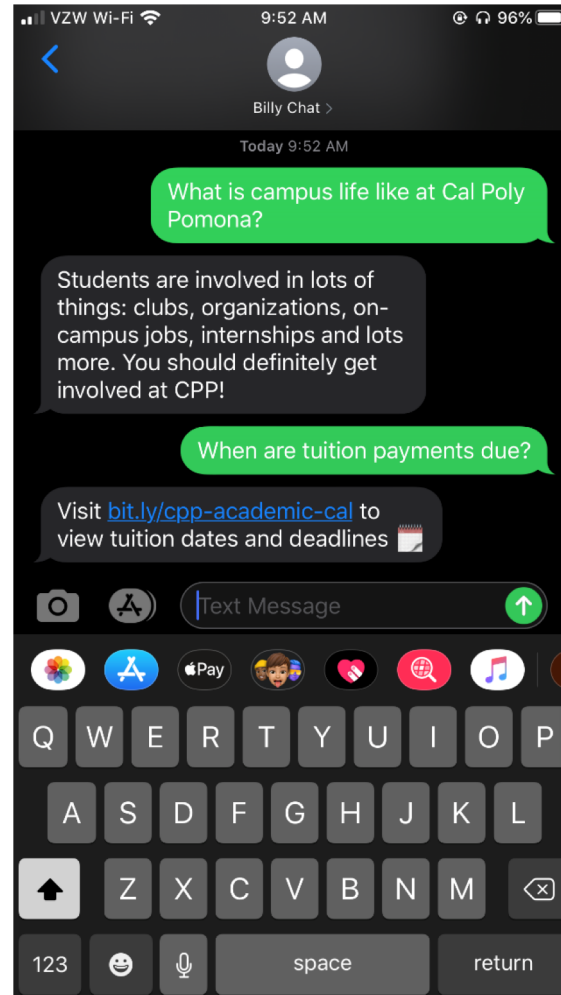 VZW Wi-Fi 9:52 AM 96%
Billy Chat >
Today 9:52 AM
What is campus life like at Cal Poly
Pomona?
Students are involved in lots of
things: clubs, organizations, on-
campus jobs, internships and lots
more. You should definitely get
involved at CPP!
When are tuition payments due?
Visit bit.ly/cpp-academic-cal to
view tuition dates and deadlines
Text Message
Pay
Q W E R T Y U I O P
A S D F G H J K L
Z X C V B N M
123 space return